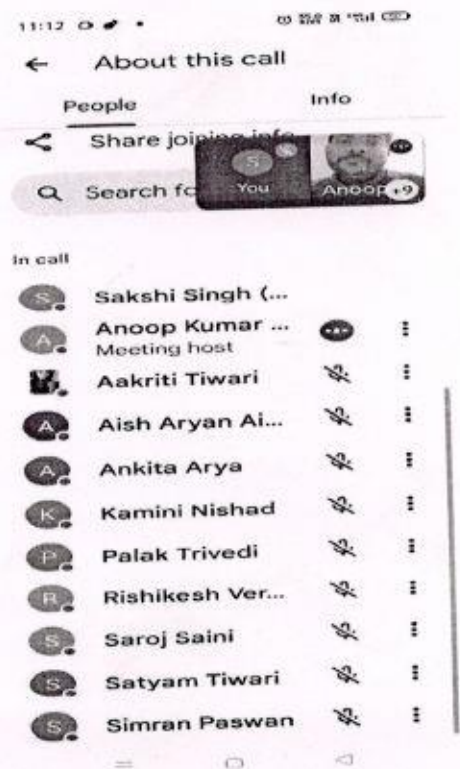 11:12
About this call
People Info
Share joining info
Search fo
S
S
You Anoop +9
In call
S Sakshi Singh (...
A Anoop Kumar ...
Meeting host
Aakriti Tiwari
A Aish Aryan Ai...
A Ankita Arya
K Kamini Nishad
P Palak Trivedi
R Rishikesh Ver...
S Saroj Saini
S Satyam Tiwari
S Simran Paswan